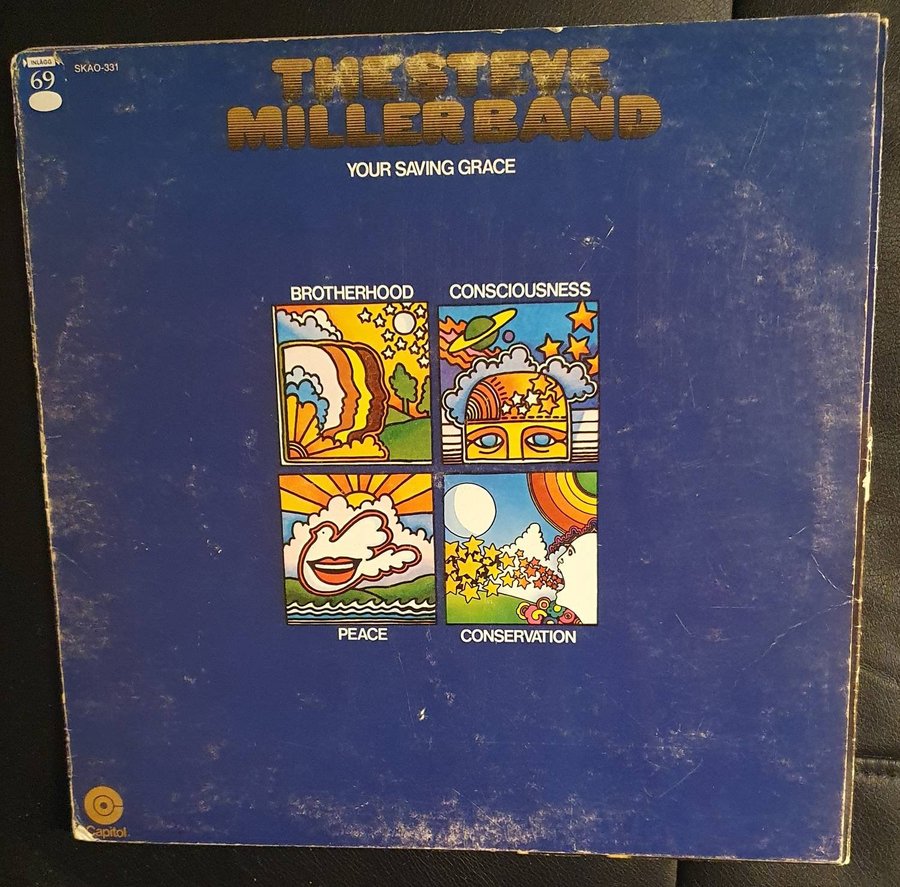 INLÄGG
69
SKAO-331
THE STEVE
MILLER BAND
YOUR SAVING GRACE
BROTHERHOOD
CONSCIOUSNESS
PEACE
CONSERVATION
Capitol